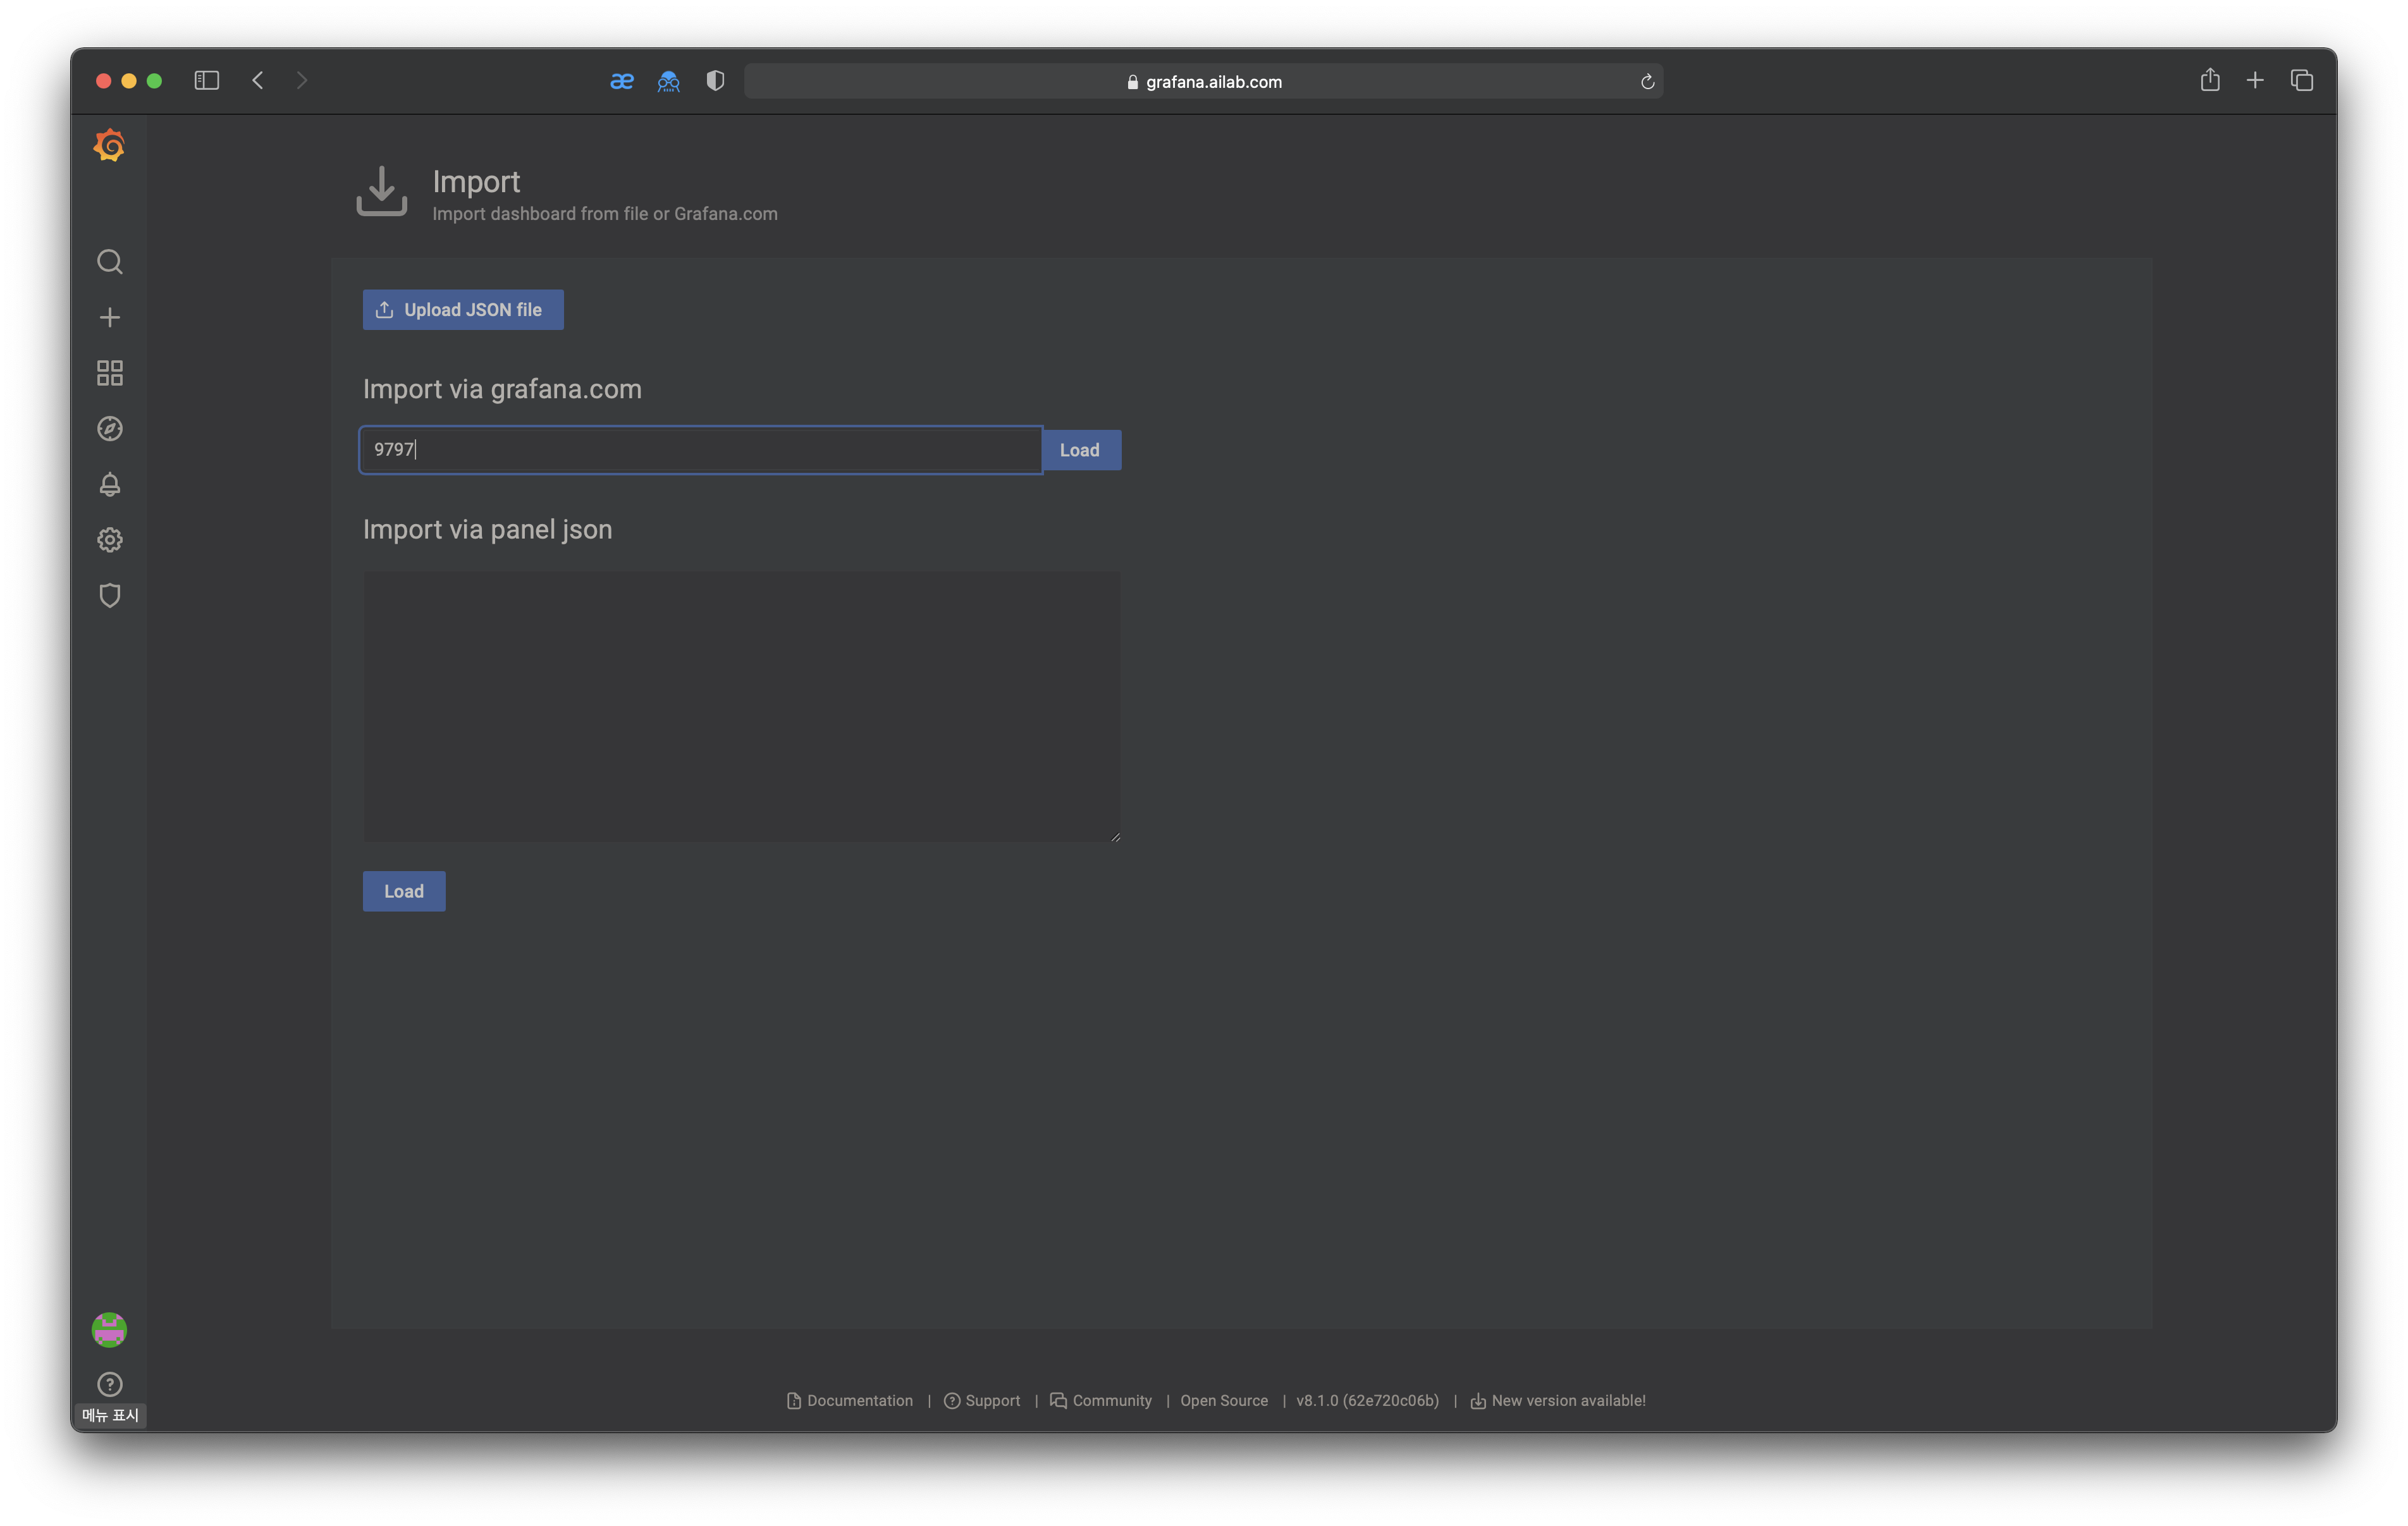 grafana.ailab.com
Import
Import dashboard from file or Grafana.com
Upload JSON file
Import via grafana.com
9797
Load
Import via panel json
Load
Documentation | Support | Community | Open Source | v8.1.0 (62e720c06b) | New version available!
메뉴 표시